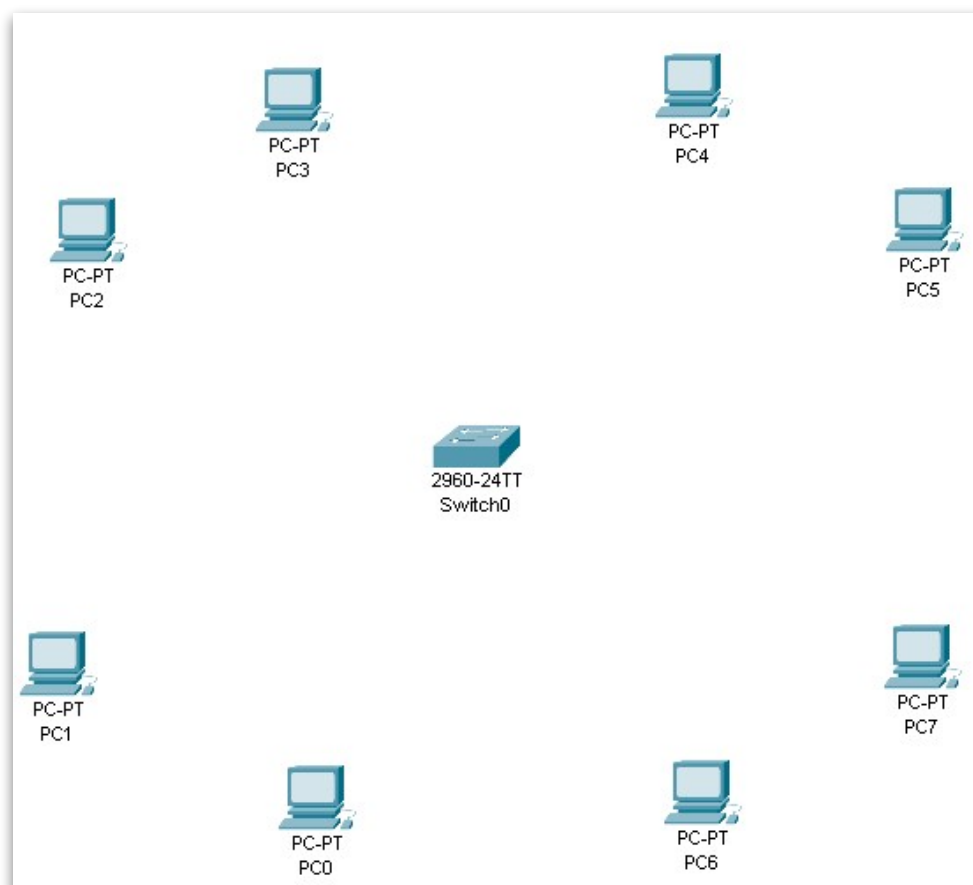 PC-PT
PC3
PC-PT
PC4
PC-PT
PC2
PC-PT
PC5
2960-24TT
Switch0
PC-PT
PC1
PC-PT
PC7
PC-PT
PC0
PC-PT
PC6